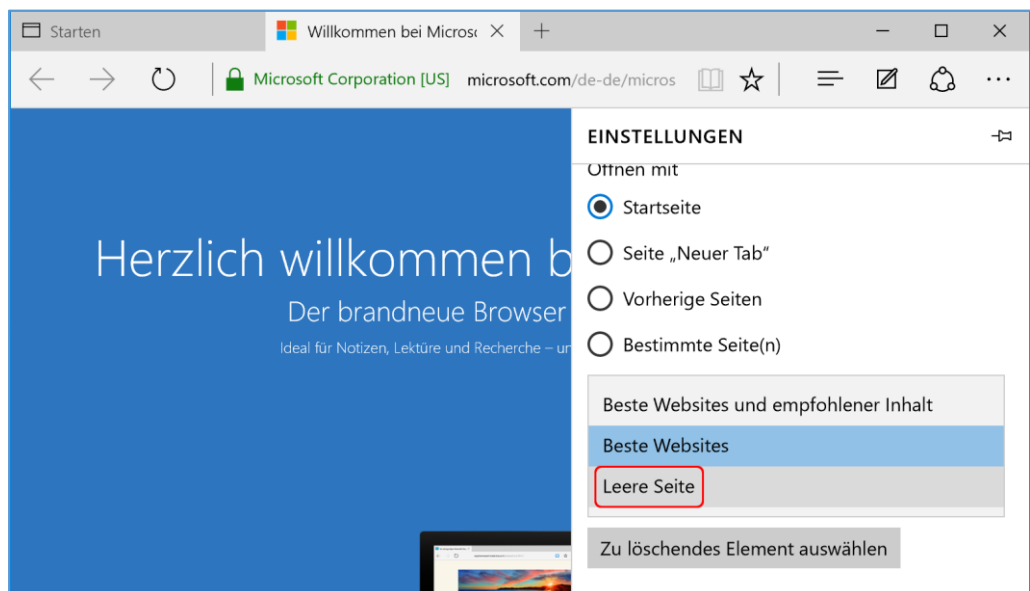 Starten
Willkommen bei Micros
Microsoft Corporation [US] microsoft.com/de-de/micros
EINSTELLUNGEN
Öffnen mit
Startseite
Seite „Neuer Tab“
Vorherige Seiten
Bestimmte Seite(n)
Herzlich willkommen b
Der brandneue Browser
Ideal für Notizen, Lektüre und Recherche – un
Beste Websites und empfohlener Inhalt
Beste Websites
Leere Seite
Zu löschendes Element auswählen